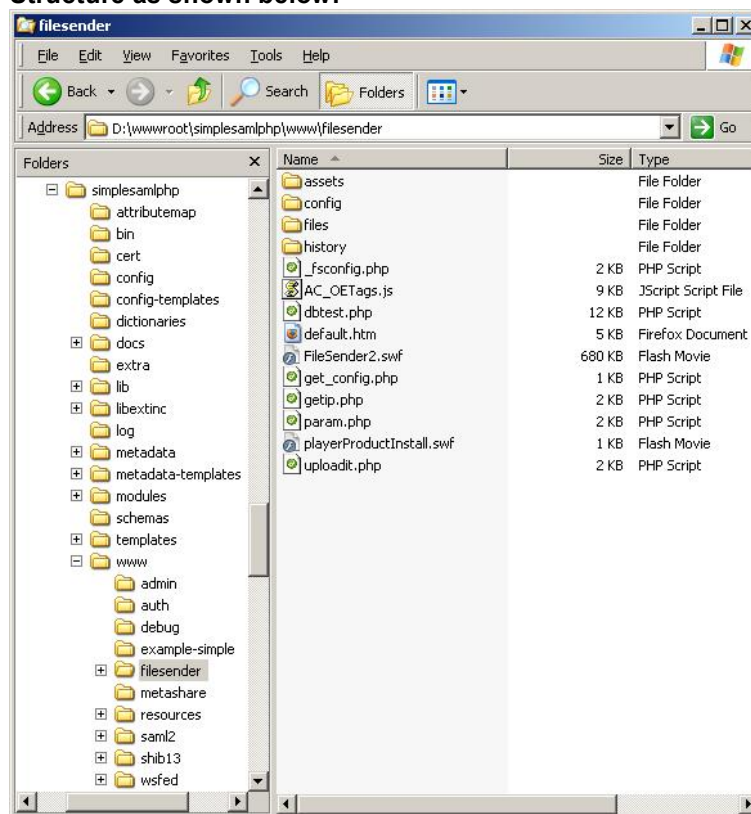 Structure as shown below:
filesender
File Edit View Favorites Tools Help
Back Search Folders
Address D:\wwwroot\simplesamlphp\www\filesender Go
Folders x
simplesamlphp
attributemap
bin
cert
config
config-templates
dictionaries
docs
extra
lib
libextinc
log
metadata
metadata-templates
modules
schemas
templates
www
admin
auth
debug
example-simple
filesender
metashare
resources
saml2
shib13
wsfed
Name Size Type
assets File Folder
config File Folder
files File Folder
history File Folder
_fsconfig.php 2 KB PHP Script
AC_OETags.js 9 KB JScript Script File
dbtest.php 12 KB PHP Script
default.htm 5 KB Firefox Document
FileSender2.swf 680 KB Flash Movie
get_config.php 1 KB PHP Script
getip.php 2 KB PHP Script
param.php 2 KB PHP Script
playerProductInstall.swf 1 KB Flash Movie
uploadit.php 2 KB PHP Script